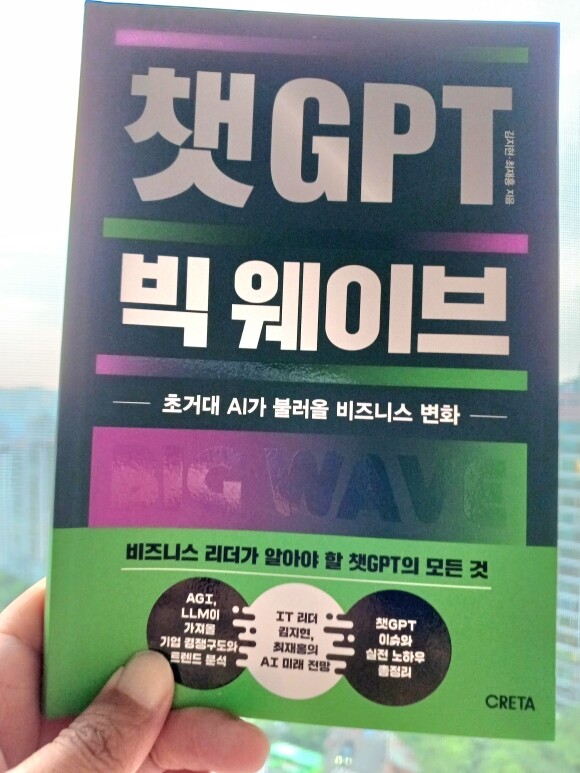 챗GPT
김지현·최재홍 지음
빅 웨이브
초거대 AI가 불러올 비즈니스 변화
BIG WAVE
비즈니스 리더가 알아야 할 챗GPT의 모든 것
AGI,
LLM이
가져올
기업 경쟁구도와
트렌드 분석
IT 리더
김지현,
최재홍의
AI 미래 전망
챗GPT
이슈와
실전 노하우
총정리
CRETA